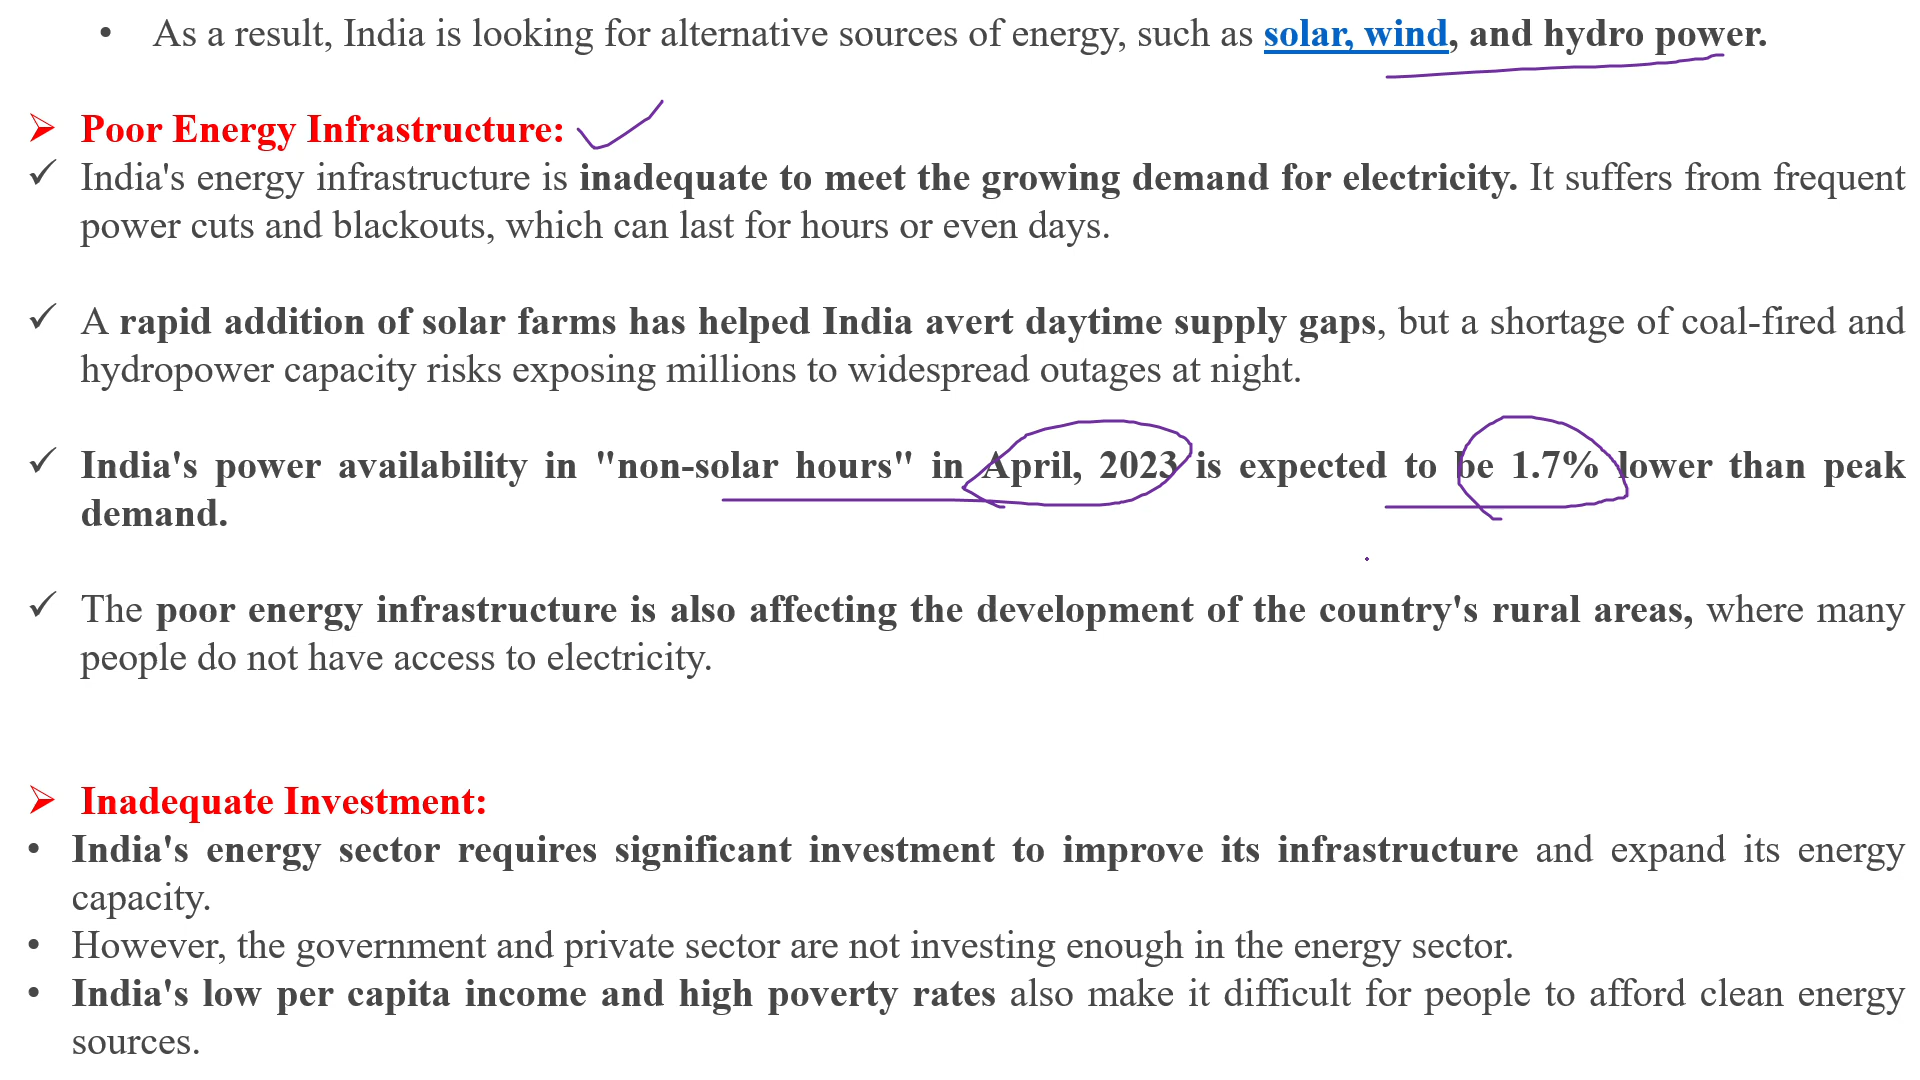 • As a result, India is looking for alternative sources of energy, such as solar, wind, and hydro power.
➢ Poor Energy Infrastructure:
✓ India's energy infrastructure is inadequate to meet the growing demand for electricity. It suffers from frequent
power cuts and blackouts, which can last for hours or even days.
✓ A rapid addition of solar farms has helped India avert daytime supply gaps, but a shortage of coal-fired and
hydropower capacity risks exposing millions to widespread outages at night.
✓ India's power availability in "non-solar hours" in April, 2023 is expected to be 1.7% lower than peak
demand.
✓ The poor energy infrastructure is also affecting the development of the country's rural areas, where many
people do not have access to electricity.
➢ Inadequate Investment:
• India's energy sector requires significant investment to improve its infrastructure and expand its energy
capacity.
• However, the government and private sector are not investing enough in the energy sector.
• India's low per capita income and high poverty rates also make it difficult for people to afford clean energy
sources.